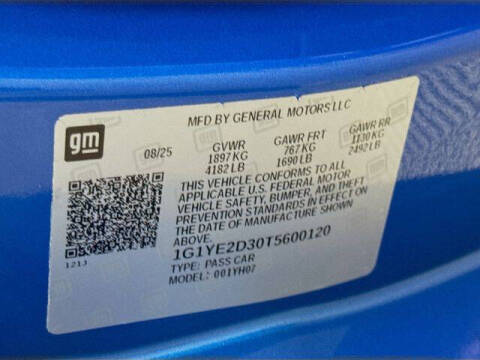 MFD BY GENERAL MOTORS LLC
gm
08/25 GVWR GAWR FRT GAWR RR
1897 KG 767 KG 1130 KG
4182 LB 1690 LB 2492 LB
THIS VEHICLE CONFORMS TO ALL
APPLICABLE U.S. FEDERAL MOTOR
VEHICLE SAFETY, BUMPER, AND THEFT
PREVENTION STANDARDS IN EFFECT ON
THE DATE OF MANUFACTURE SHOWN
ABOVE.
1G1YE2D30T5600120
TYPE: PASS CAR
MODEL: 001YH07
1213